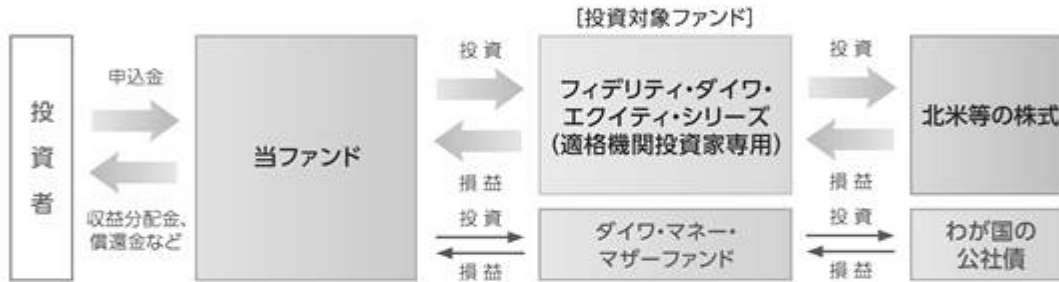 [投資対象ファンド]
投資者
申込金
収益分配金、
償還金など
当ファンド
投資
損益
投資
損益
フィデリティ・ダイワ・
エクイティ・シリーズ
(適格機関投資家専用)
ダイワ・マネー・
マザーファンド
投資
損益
投資
損益
北米等の株式
わが国の
公社債